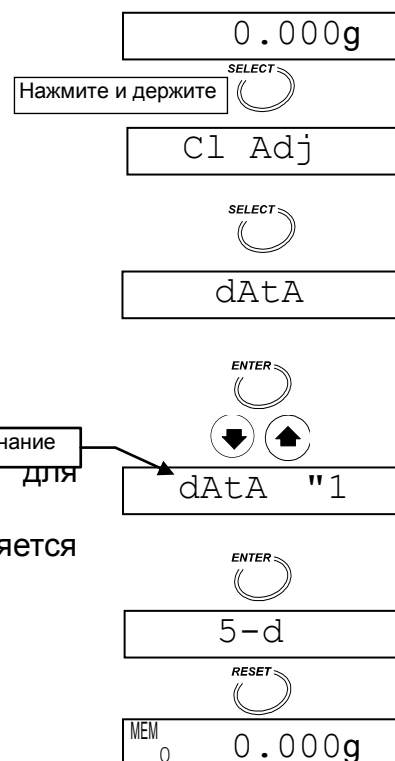 0.000g
SELECT
Нажмите и держите
Cl Adj
SELECT
dAtA
ENTER
для
dAtA "1
ENTER
5-d
RESET
MEM
0 0.000g